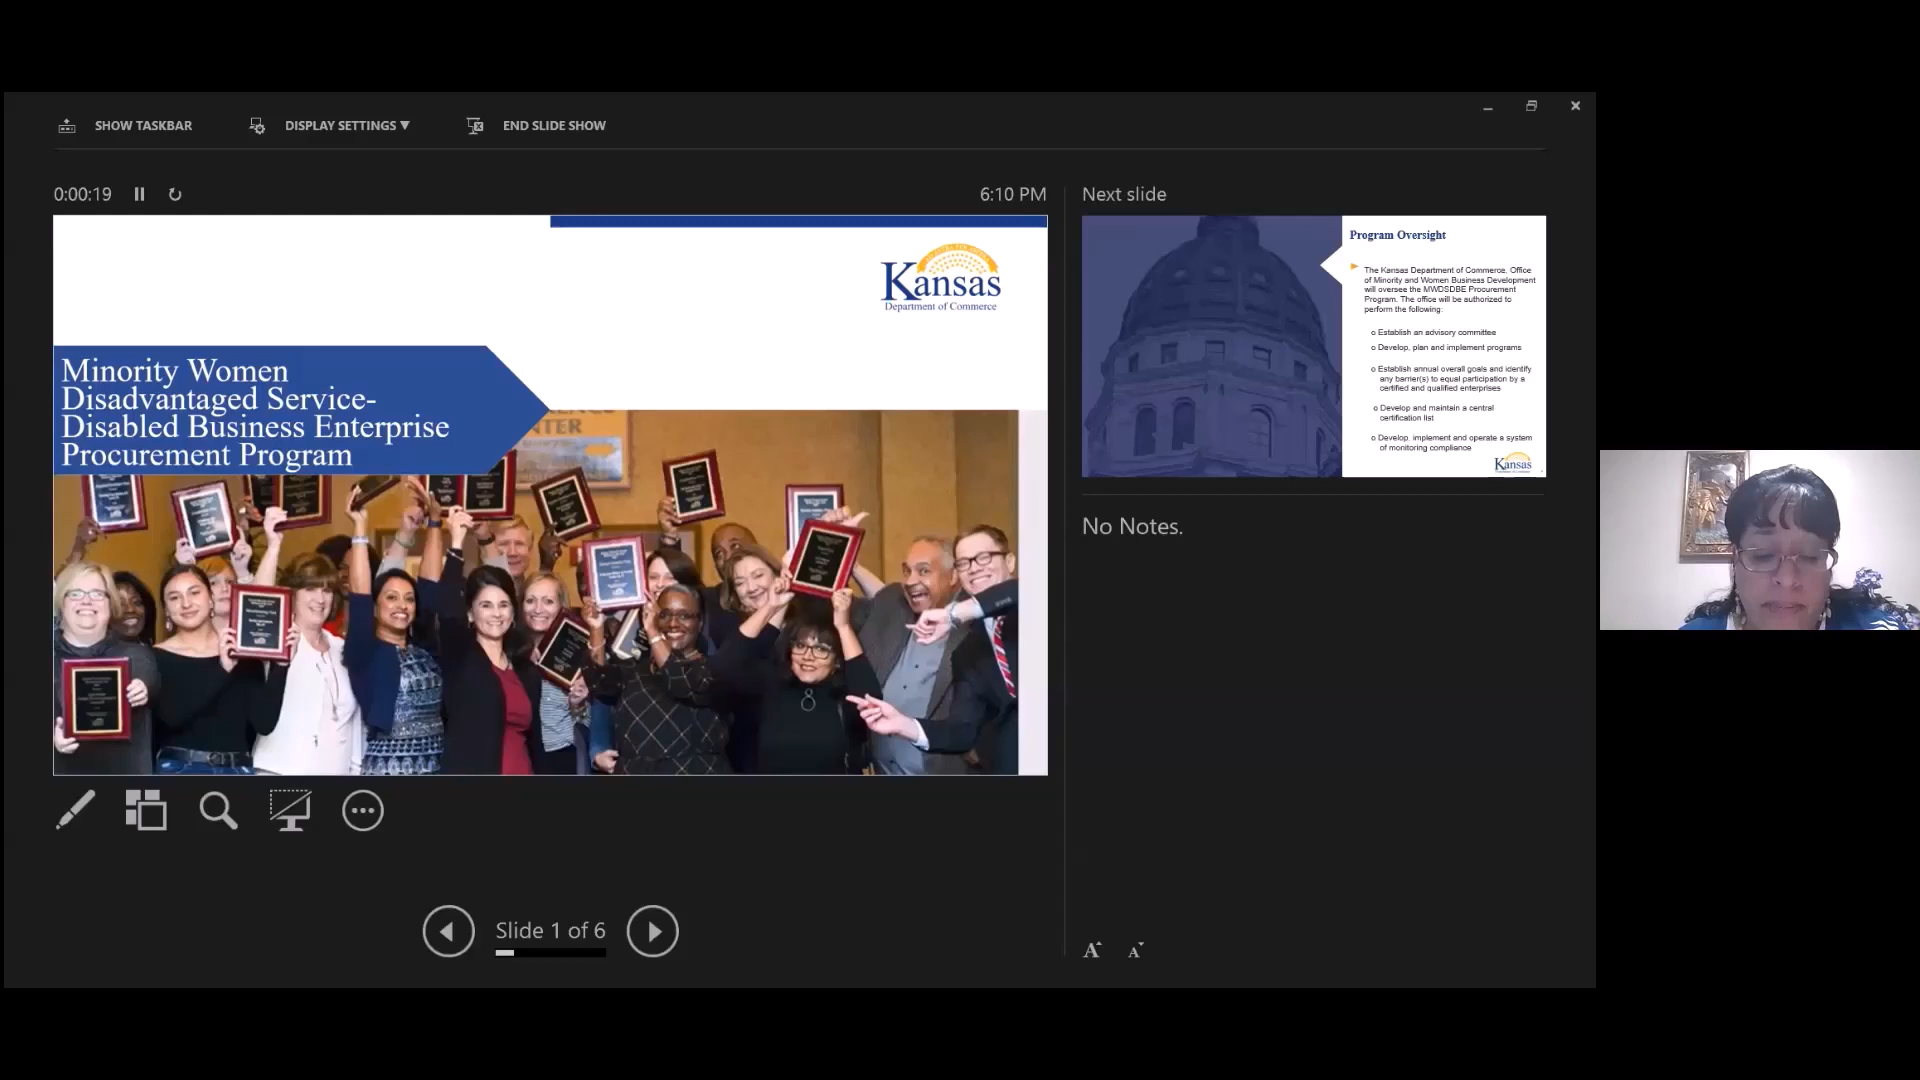 SHOW TASKBAR
DISPLAY SETTINGS ▼
END SLIDE SHOW
0:00:19
6:10 PM
Kansas
Department of Commerce
Minority Women
Disadvantaged Service-
Disabled Business Enterprise
Procurement Program
NTER
Slide 1 of 6
Next slide
Program Oversight
The Kansas Department of Commerce, Office
of Minority and Women Business Development
will oversee the MWDSDBE Procurement
Program. The office will be authorized to
perform the following:
o Establish an advisory committee
o Develop, plan and implement programs
o Establish annual overall goals and identify
any barrier(s) to equal participation by a
certified and qualified enterprises
o Develop and maintain a central
certification list
o Develop, implement and operate a system
of monitoring compliance
Kansas
No Notes.
A A